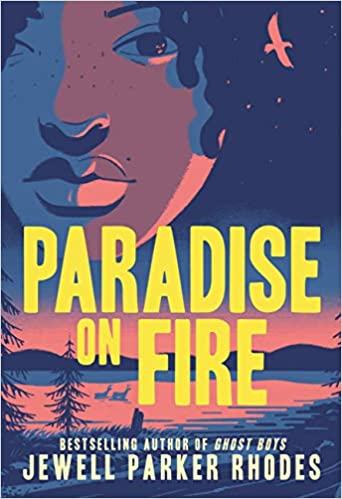 PARADISE
ON FIRE
BESTSELLING AUTHOR OF GHOST BOYS
JEWELL PARKER RHODES